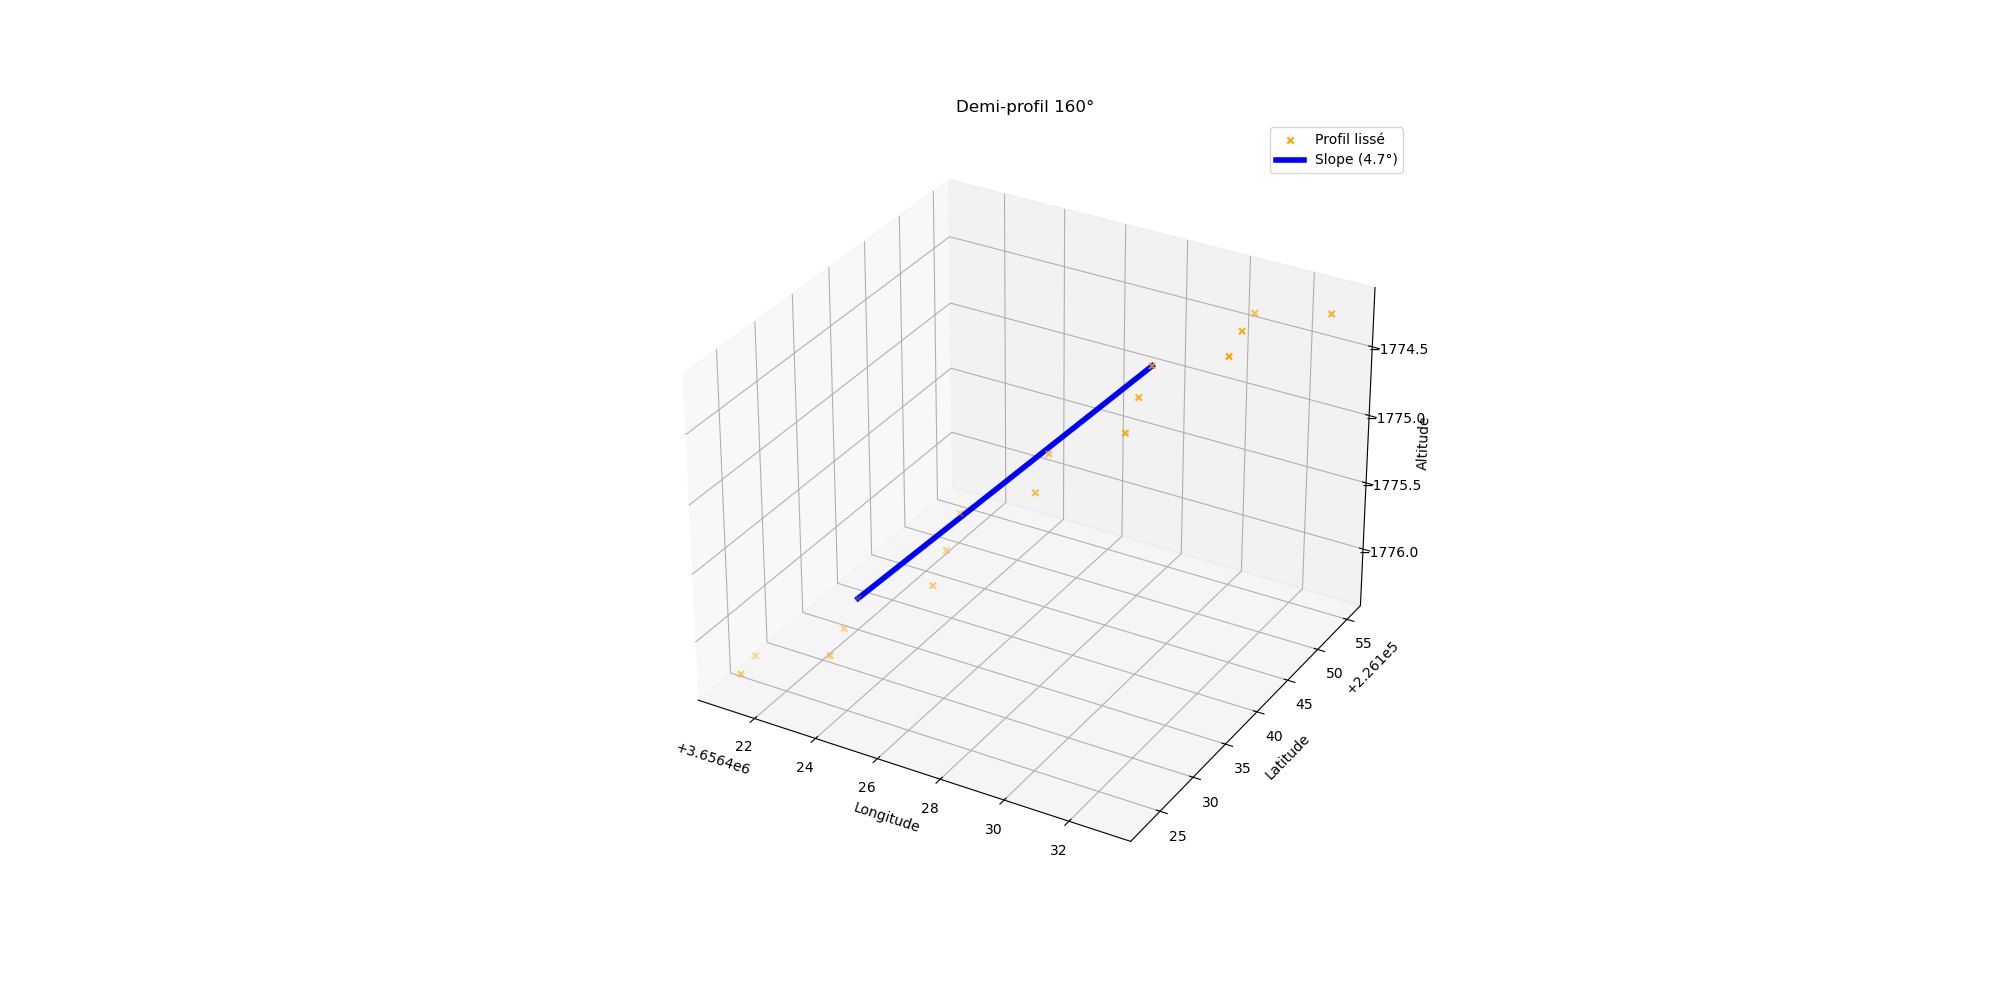 Demi-profil 160°
Profil lissé
Slope (4.7°)
−1774.5
−1775.0
−1775.5
−1776.0
Altitude
55
50
45
40
35
30
25
+2.261e5
Latitude
22
24
26
28
30
32
+3.6564e6
Longitude